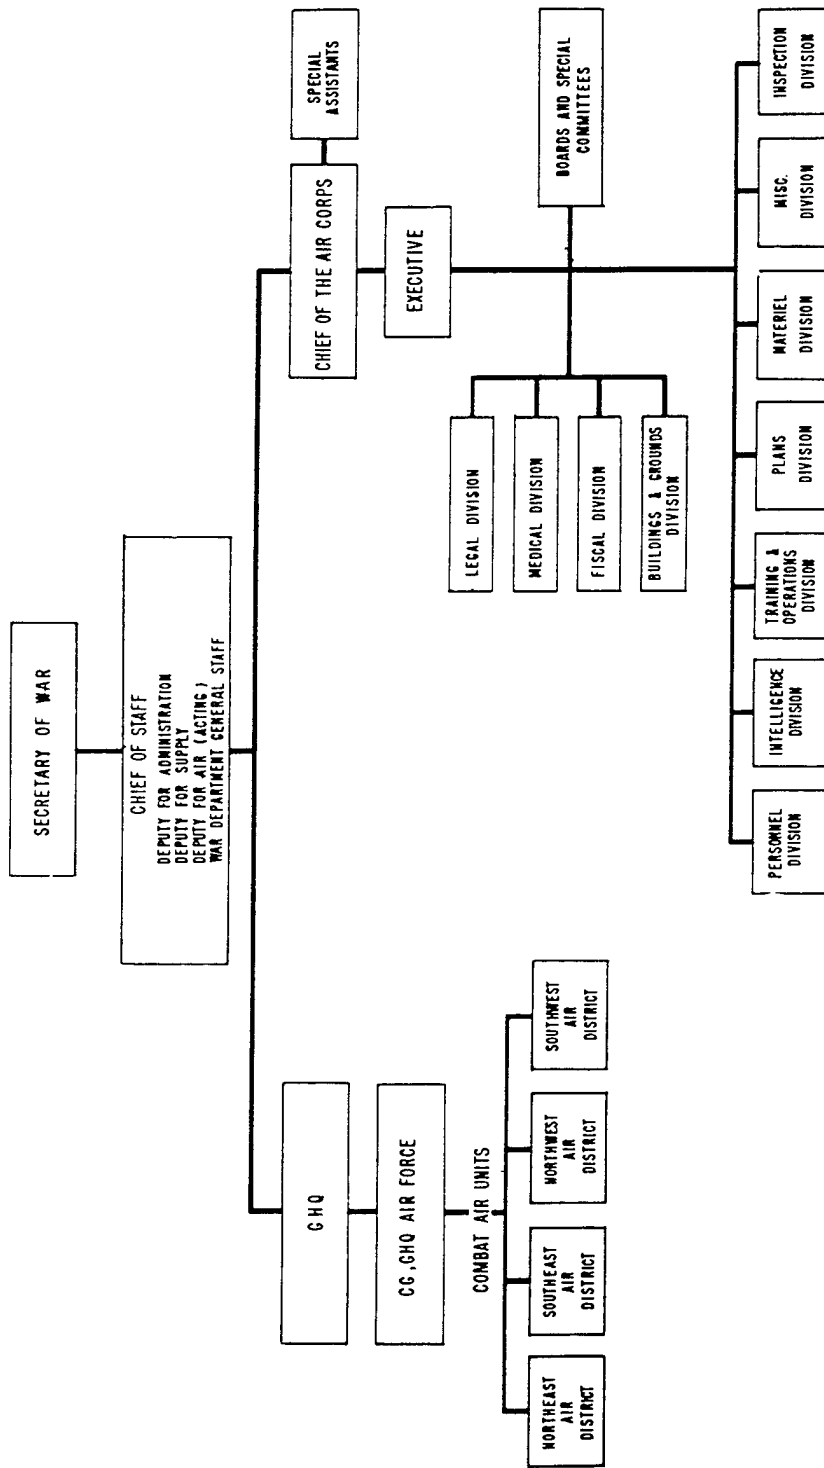 SECRETARY OF WAR
CHIEF OF STAFF
DEPUTY FOR ADMINISTRATION
DEPUTY FOR SUPPLY
DEPUTY FOR AIR (ACTING)
WAR DEPARTMENT GENERAL STAFF
GHQ
CG, GHQ AIR FORCE
COMBAT AIR UNITS
NORTHEAST
AIR
DISTRICT
SOUTHEAST
AIR
DISTRICT
NORTHWEST
AIR
DISTRICT
SOUTHWEST
AIR
DISTRICT
CHIEF OF THE AIR CORPS
SPECIAL
ASSISTANTS
EXECUTIVE
LEGAL DIVISION
MEDICAL DIVISION
FISCAL DIVISION
BUILDINGS & GROUNDS
DIVISION
BOARDS AND SPECIAL
COMMITTEES
PERSONNEL
DIVISION
INTELLIGENCE
DIVISION
TRAINING &
OPERATIONS
DIVISION
PLANS
DIVISION
MATERIEL
DIVISION
MISC.
DIVISION
INSPECTION
DIVISION